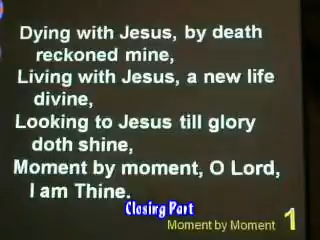 Dying with Jesus, by death
reckoned mine,
Living with Jesus, a new life
divine,
Looking to Jesus till glory
doth shine,
Moment by moment, O Lord,
I am Thine.
Closing Part
Moment by Moment 1